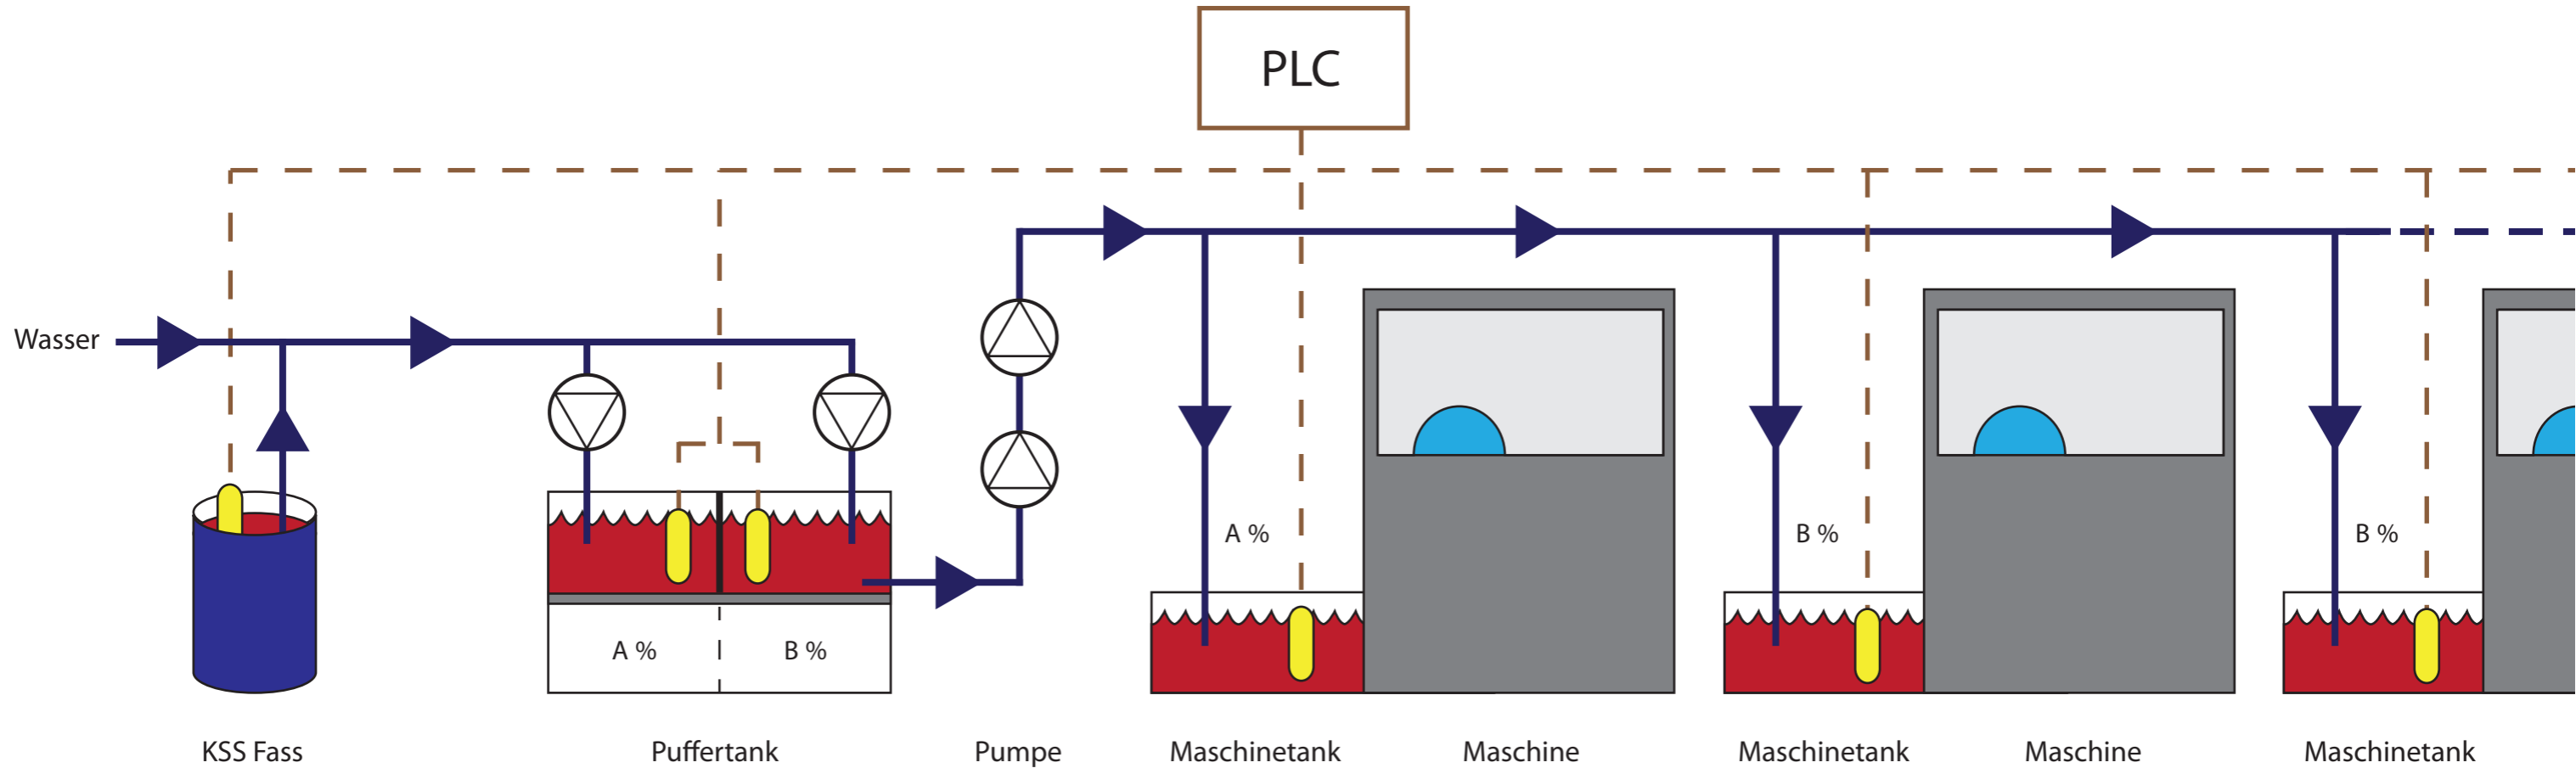 PLC
Wasser
A %
B %
B %
A %
B %
KSS Fass
Puffertank
Pumpe
Maschinetank
Maschine
Maschinetank
Maschine
Maschinetank